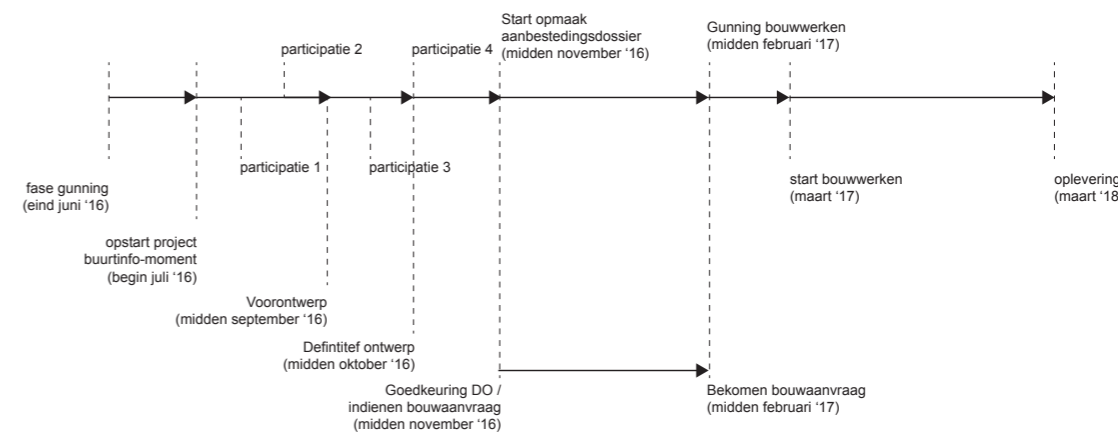 Start opmaak
aanbestedingsdossier
(midden november ‘16)
Gunning bouwwerken
(midden februari ‘17)
participatie 2
participatie 4
participatie 1
participatie 3
fase gunning
(eind juni ‘16)
start bouwwerken
(maart ‘17)
oplevering
(maart ‘18
opstart project
buurtinfo-moment
(begin juli ‘16)
Voorontwerp
(midden september ‘16)
Defintitef ontwerp
(midden oktober ‘16)
Goedkeuring DO /
indienen bouwaanvraag
(midden november ‘16)
Bekomen bouwaanvraag
(midden februari ‘17)